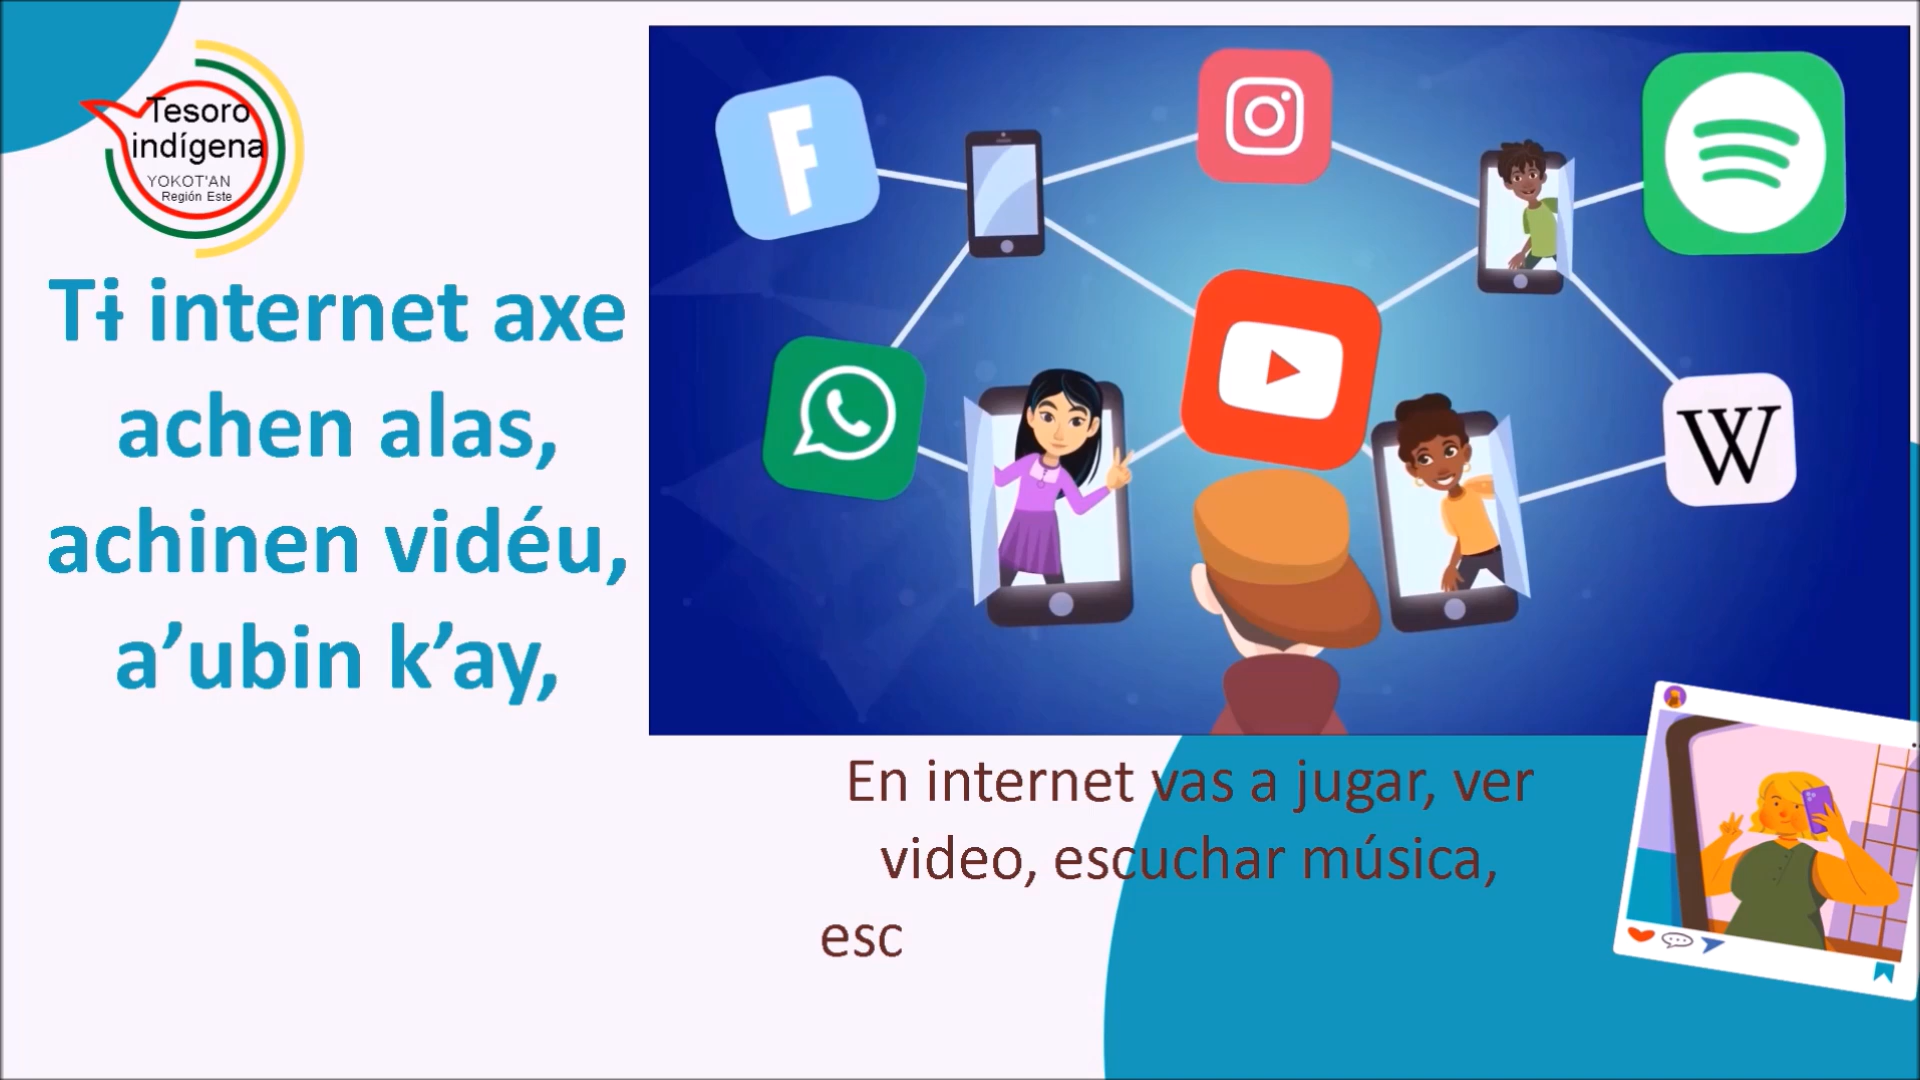 Tesoro
indígena
YOKOT'AN
Región Este
Tɨ internet axe
achen alas,
achinen vidéu,
a’ubin k’ay,
F
W
En internet vas a jugar, ver
video, escuchar música,
esc